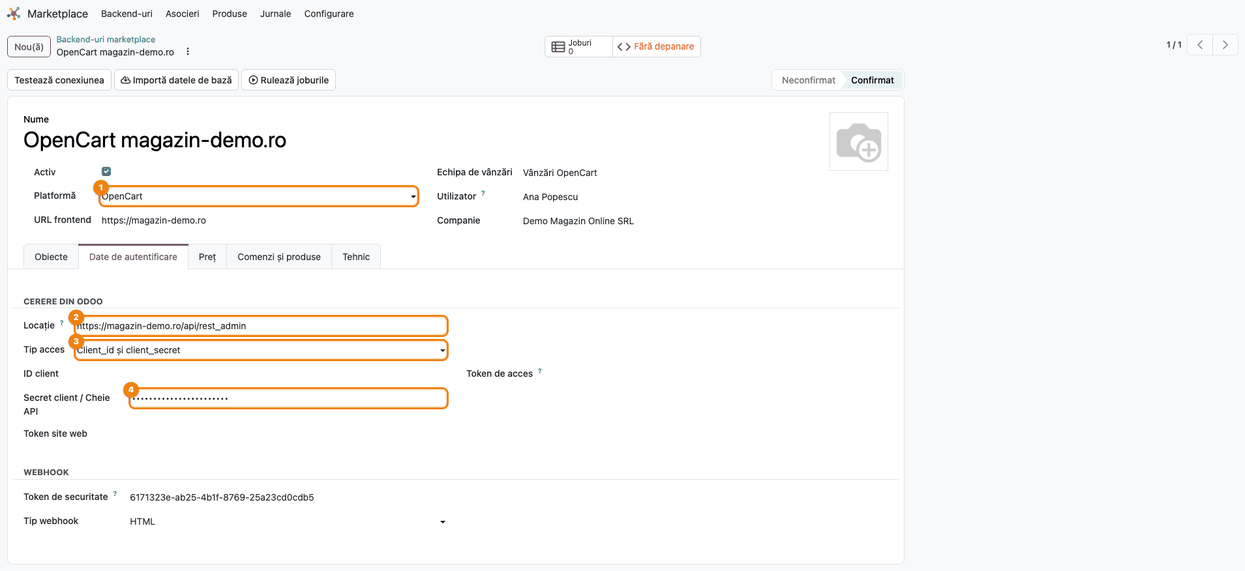 Marketplace Backend-uri Asocieri Produse Jurnale Configurare
Nou(ă)
Backend-uri marketplace
OpenCart magazin-demo.ro
Joburi
0
Fără depanare
1 / 1
Testează conexiunea Importă datele de bază Rulează joburile
Neconfirmat Confirmat
Nume
OpenCart magazin-demo.ro
Activ
Echipa de vânzări Vânzări OpenCart
1
Platformă OpenCart
Utilizator ? Ana Popescu
URL frontend https://magazin-demo.ro
Companie Demo Magazin Online SRL
Obiecte Date de autentificare Preț Comenzi și produse Tehnic
CERERE DIN ODOO
2
Locație ? https://magazin-demo.ro/api/rest_admin
3
Tip acces Client_id și client_secret
ID client
Token de acces ?
4
Secret client / Cheie
API
Token site web
WEBHOOK
Token de securitate ? 6171323e-ab25-4b1f-8769-25a23cd0cdb5
Tip webhook HTML